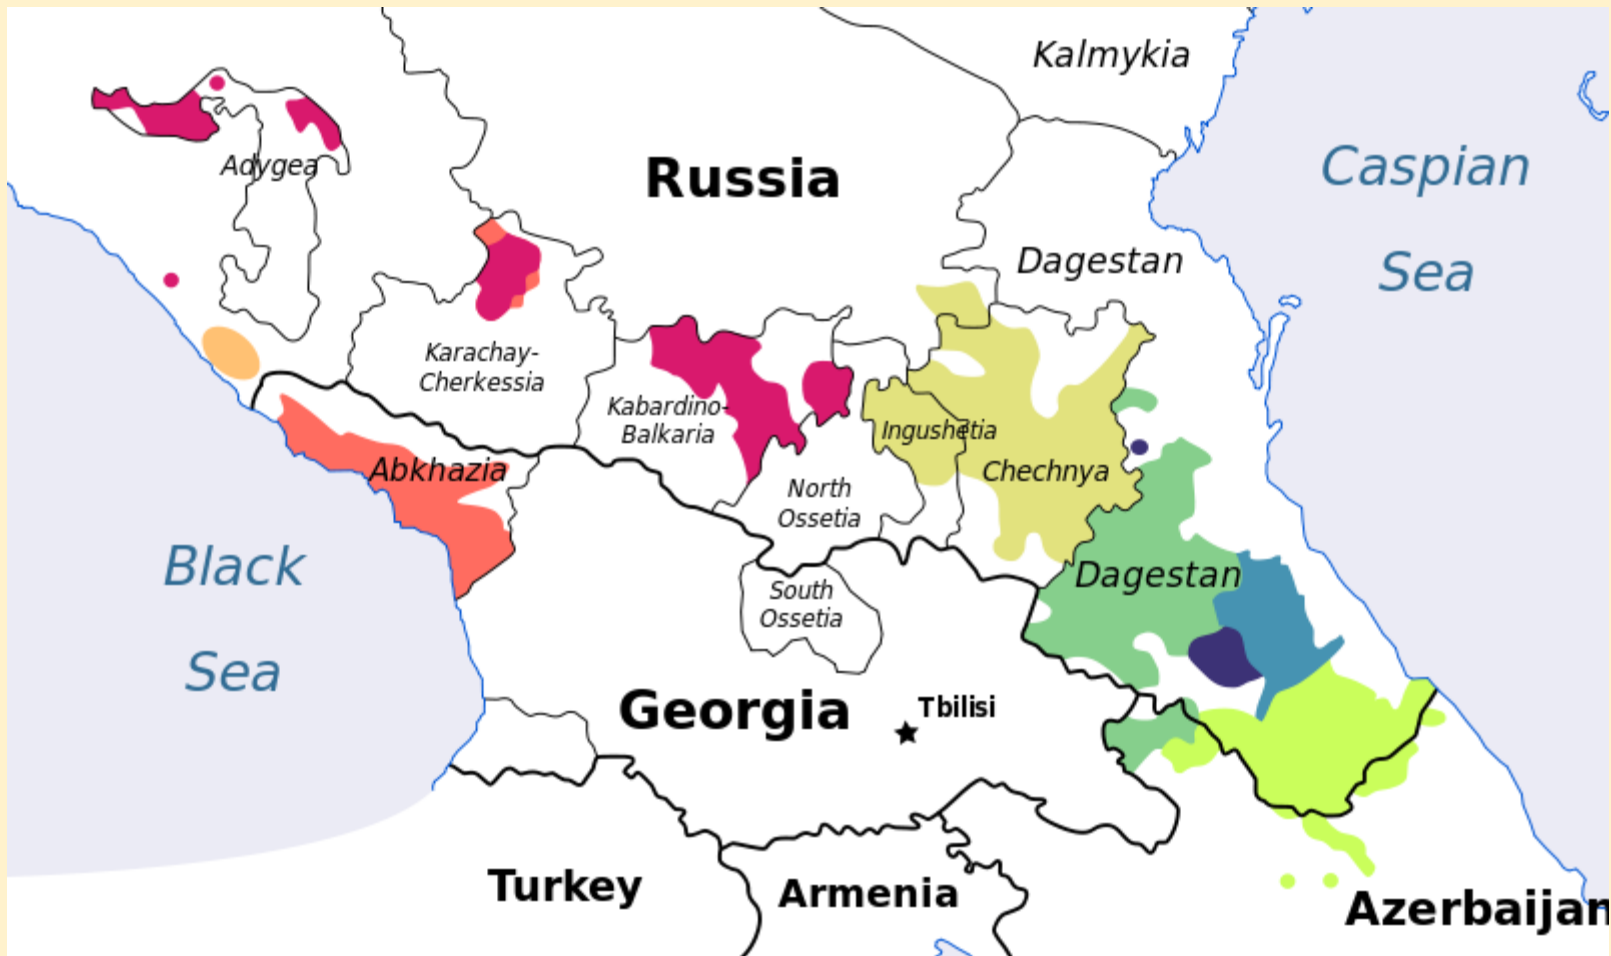 Kalmykia
Caspian
Sea
Russia
Adygea
Dagestan
Karachay-
Cherkessia
Kabardino-
Balkaria
Ingushetia
Chechnya
Abkhazia
North
Ossetia
Black
Sea
Dagestan
South
Ossetia
Georgia
Tbilisi
Turkey
Armenia
Azerbaijan